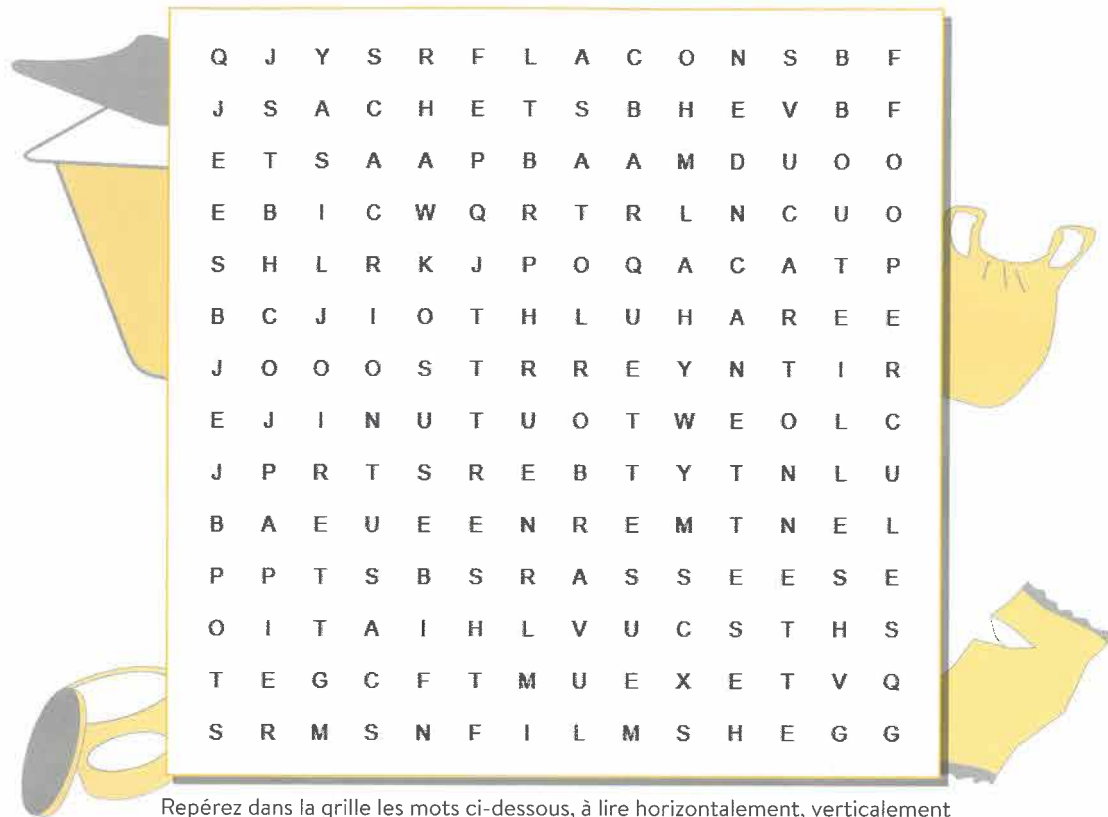 Q J Y S R F L A C O N S B F
J S A C H E T S B H E V B F
E T S A A P B A A M D U O O
E B I C W Q R T R L N C U O
S H L R K J P O Q A C A T P
B C J I O T H L U H A R E E
J O O O S T R R E Y N T I R
E J I N U T U O T W E O L C
J P R T S R E B T Y T N L U
B A E U E E N R E M T N E L
P P T S B S R A S S E E S E
O I T A I H L V U C S T H S
T E G C F T M U E X E T V Q
S R M S N F I L M S H E G G
Repérez dans la grille les mots ci-dessous, à lire horizontalement, verticalement